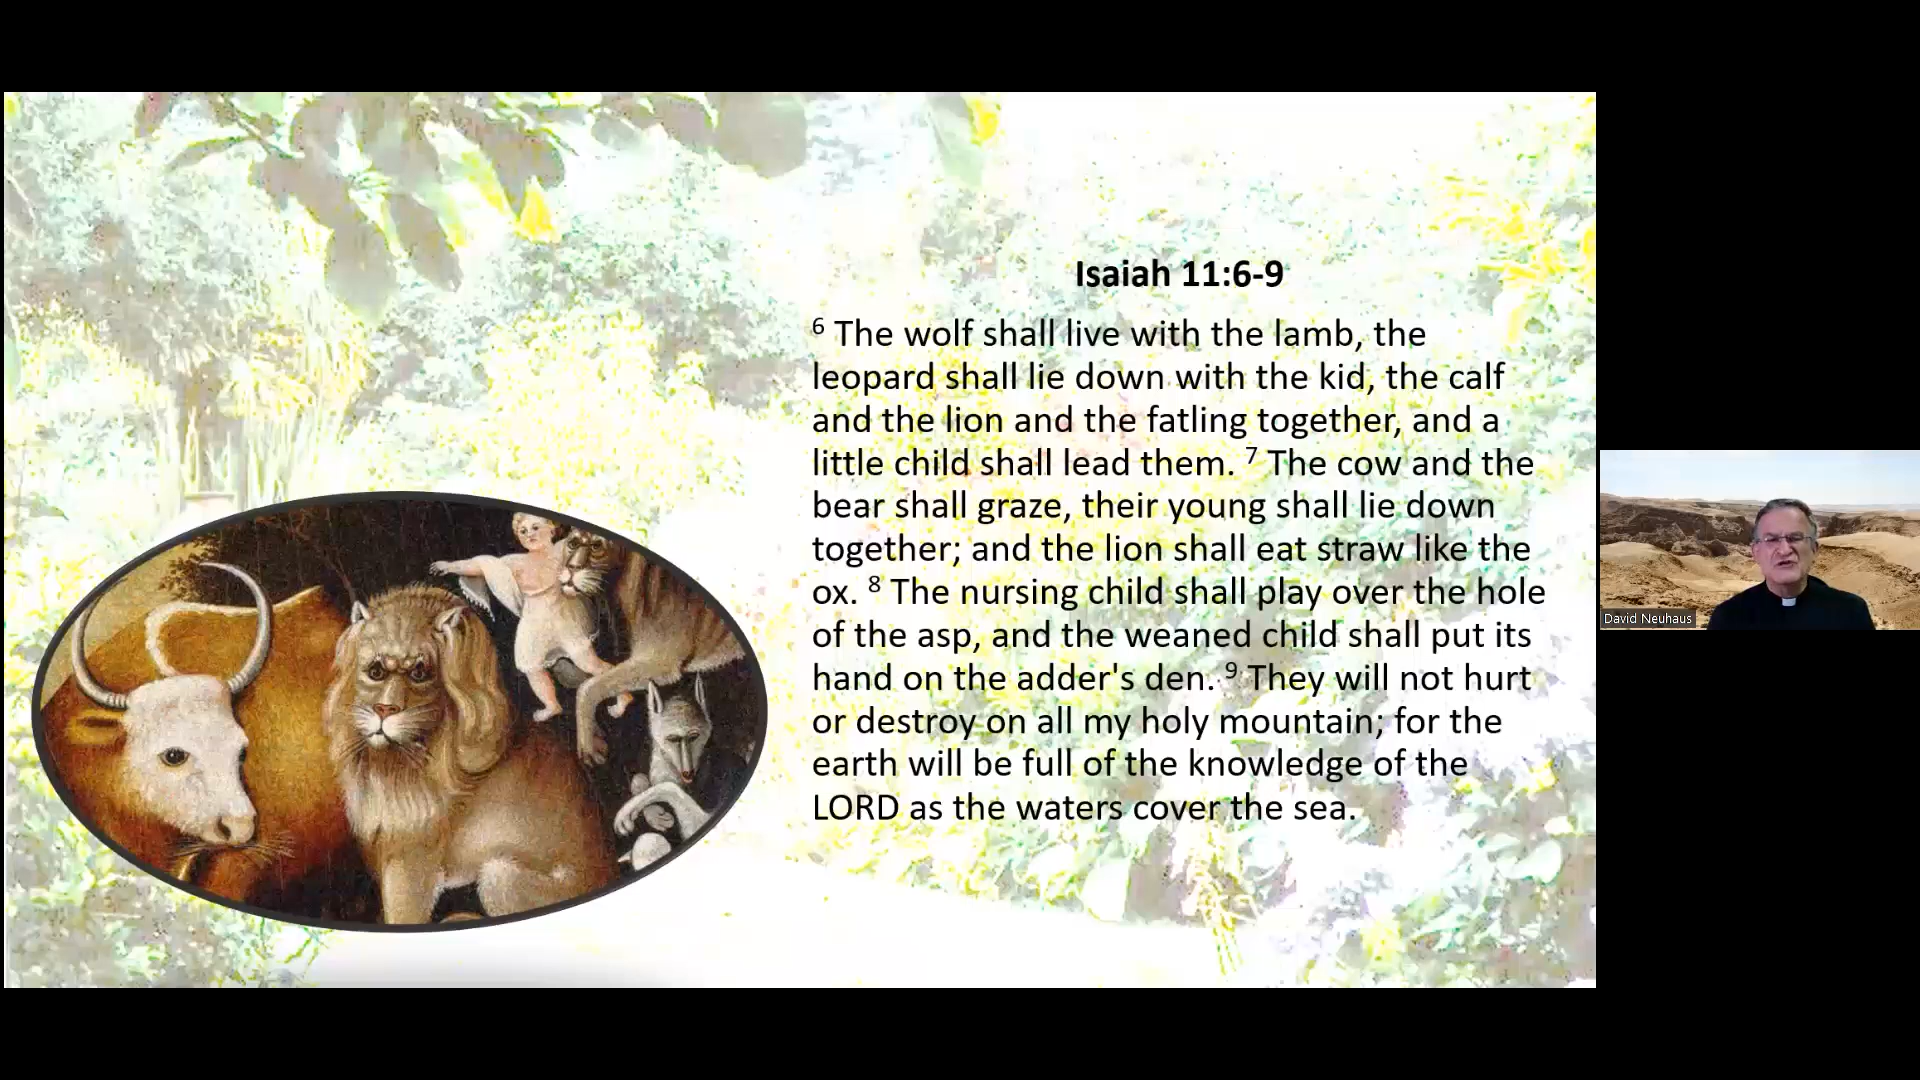 Isaiah 11:6-9
6 The wolf shall live with the lamb, the
leopard shall lie down with the kid, the calf
and the lion and the fatling together, and a
little child shall lead them. 7 The cow and the
bear shall graze, their young shall lie down
together; and the lion shall eat straw like the
ox. 8 The nursing child shall play over the hole
of the asp, and the weaned child shall put its
hand on the adder's den. 9 They will not hurt
or destroy on all my holy mountain; for the
earth will be full of the knowledge of the
LORD as the waters cover the sea.
David Neuhaus